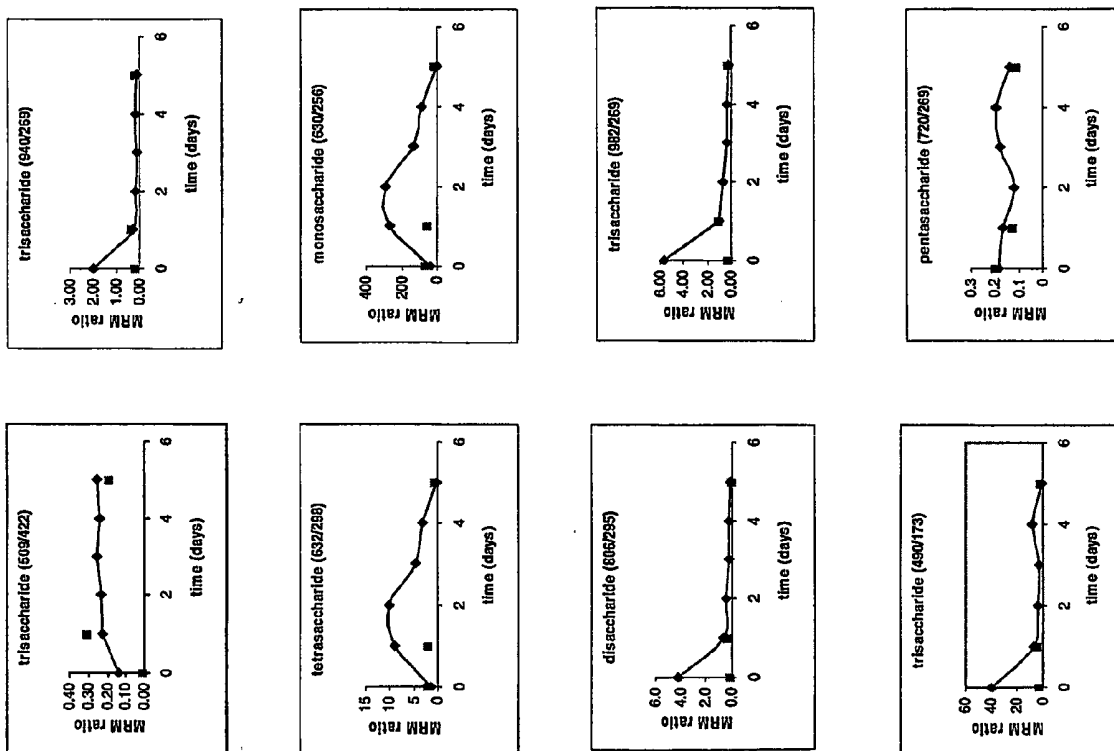 trisaccharide (509/422)
0.40
0.30
0.20
0.10
0.00
MRM ratio
0
2
4
6
time (days)
trisaccharide (940/269)
3.00
2.00
1.00
0.00
MRM ratio
0
2
4
6
time (days)
tetrasaccharide (632/288)
15
10
5
0
MRM ratio
0
2
4
6
time (days)
monosaccharide (630/256)
400
200
0
MRM ratio
0
2
4
6
time (days)
disaccharide (806/295)
6.0
4.0
2.0
0.0
MRM ratio
0
2
4
6
time (days)
trisaccharide (982/269)
6.00
4.00
2.00
0.00
MRM ratio
0
2
4
6
time (days)
trisaccharide (490/173)
60
40
20
0
MRM ratio
0
2
4
6
time (days)
pentasaccharide (720/269)
0.3
0.2
0.1
0
MRM ratio
0
2
4
6
time (days)